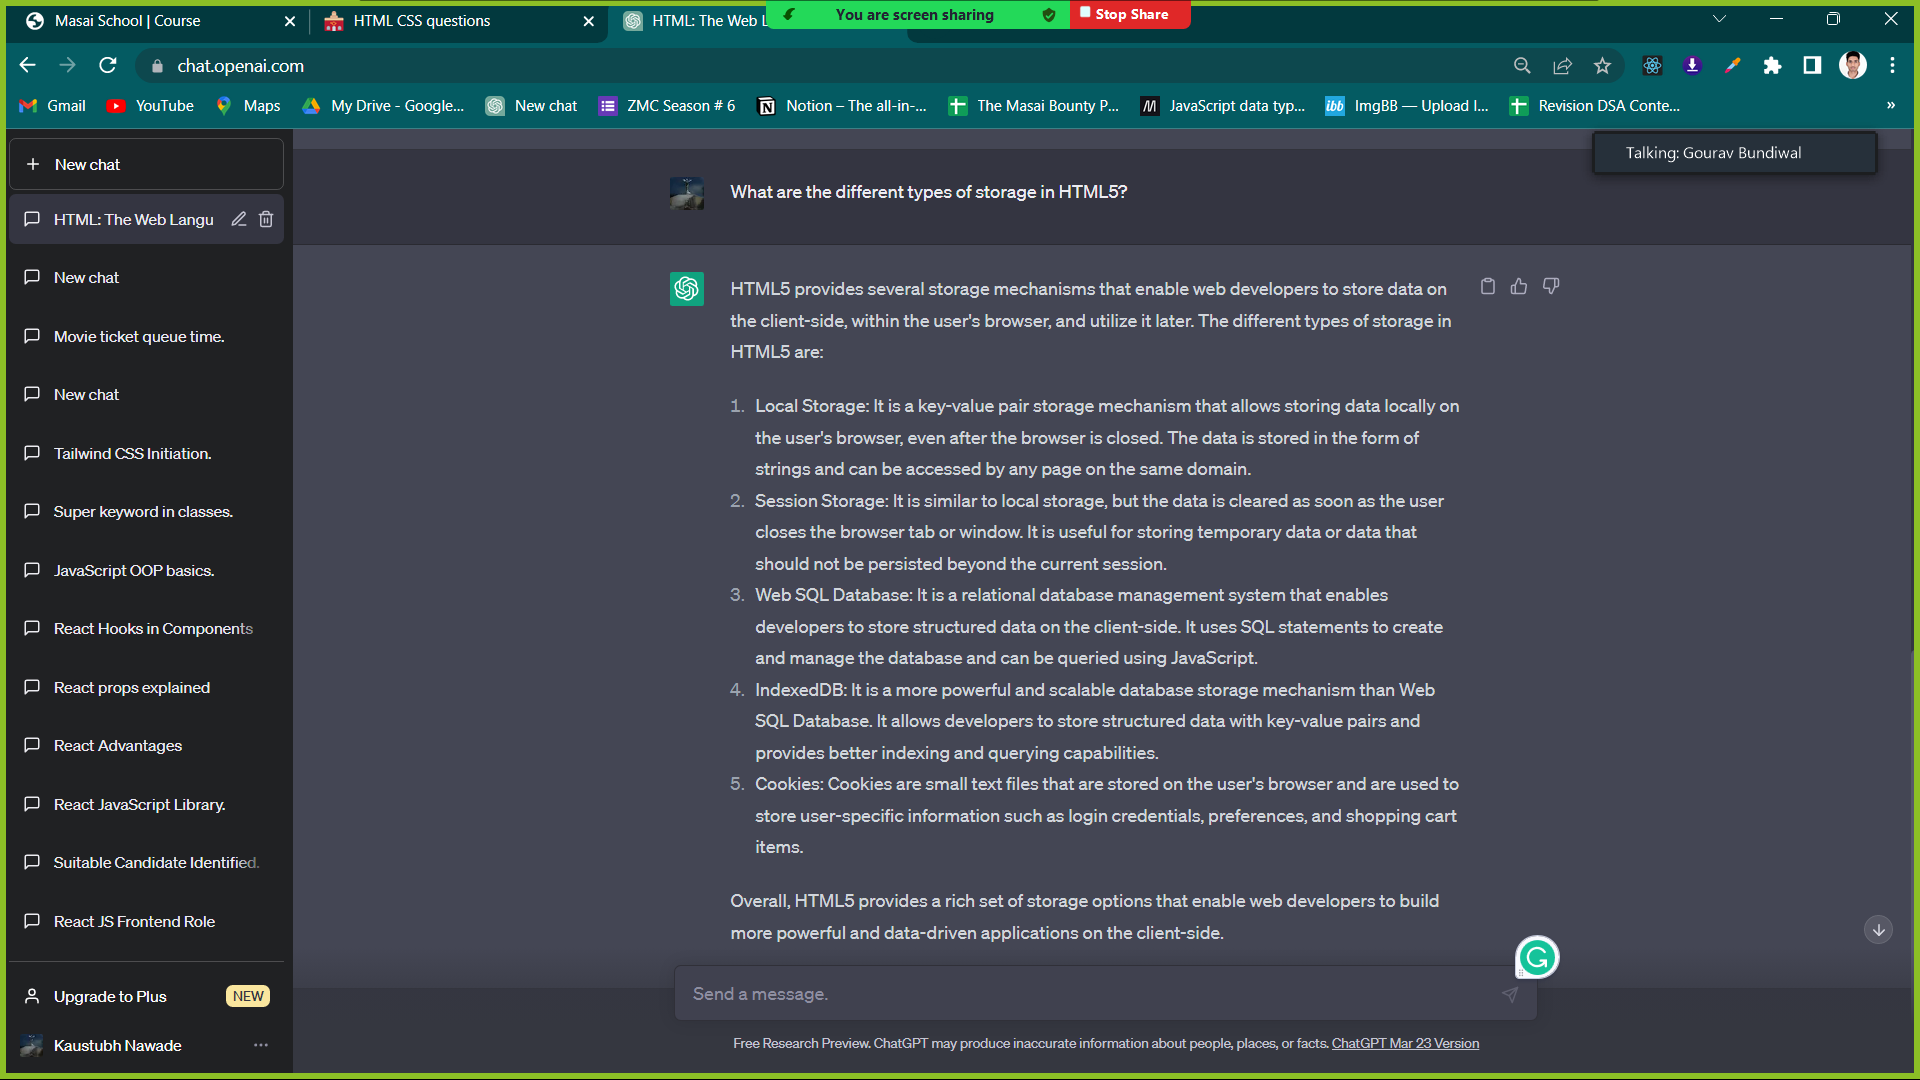 Masai School | Course
HTML CSS questions
HTML: The Web L
You are screen sharing
Stop Share
chat.openai.com
Gmail
YouTube
Maps
My Drive - Google...
New chat
ZMC Season # 6
Notion – The all-in-...
The Masai Bounty P...
JavaScript data typ...
ibb
ImgBB — Upload I...
Revision DSA Conte...
»
Talking: Gourav Bundiwal
New chat
HTML: The Web Langu
New chat
Movie ticket queue time.
New chat
Tailwind CSS Initiation.
Super keyword in classes.
JavaScript OOP basics.
React Hooks in Components
React props explained
React Advantages
React JavaScript Library.
Suitable Candidate Identified.
React JS Frontend Role
Upgrade to Plus
NEW
Kaustubh Nawade
What are the different types of storage in HTML5?
HTML5 provides several storage mechanisms that enable web developers to store data on
the client-side, within the user's browser, and utilize it later. The different types of storage in
HTML5 are:
1. Local Storage: It is a key-value pair storage mechanism that allows storing data locally on
the user's browser, even after the browser is closed. The data is stored in the form of
strings and can be accessed by any page on the same domain.
2. Session Storage: It is similar to local storage, but the data is cleared as soon as the user
closes the browser tab or window. It is useful for storing temporary data or data that
should not be persisted beyond the current session.
3. Web SQL Database: It is a relational database management system that enables
developers to store structured data on the client-side. It uses SQL statements to create
and manage the database and can be queried using JavaScript.
4. IndexedDB: It is a more powerful and scalable database storage mechanism than Web
SQL Database. It allows developers to store structured data with key-value pairs and
provides better indexing and querying capabilities.
5. Cookies: Cookies are small text files that are stored on the user's browser and are used to
store user-specific information such as login credentials, preferences, and shopping cart
items.
Overall, HTML5 provides a rich set of storage options that enable web developers to build
more powerful and data-driven applications on the client-side.
Send a message.
Free Research Preview. ChatGPT may produce inaccurate information about people, places, or facts. ChatGPT Mar 23 Version